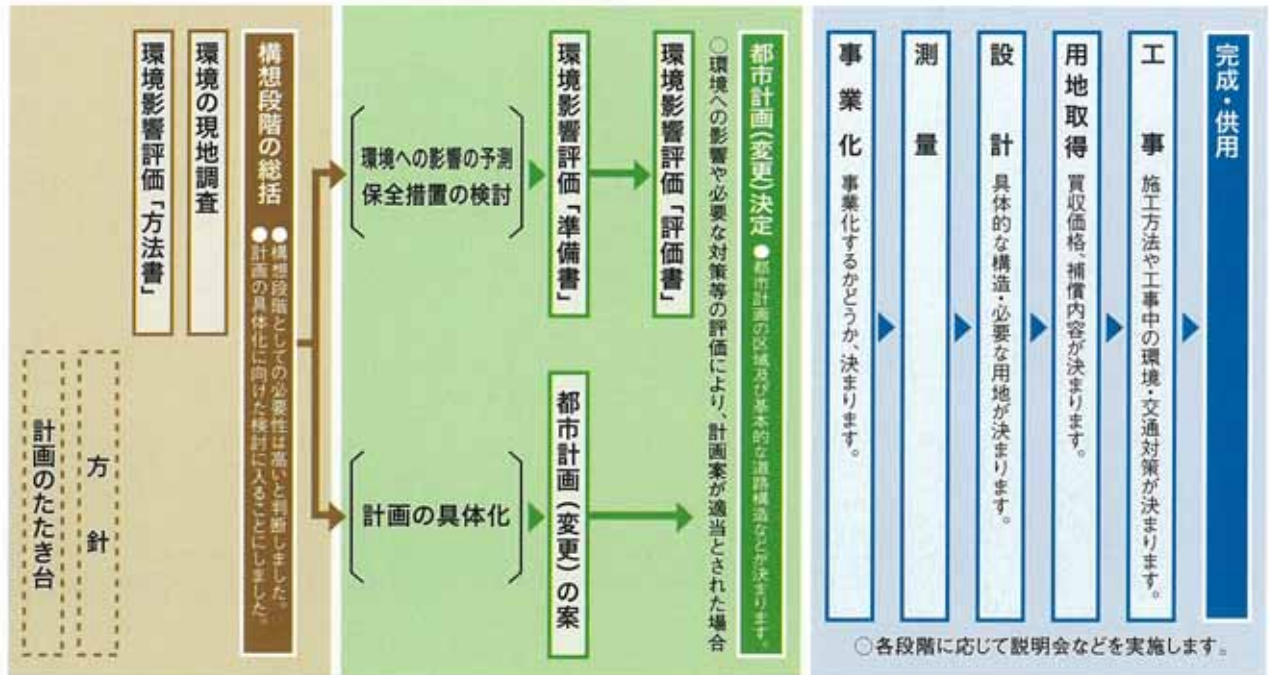 計画のたたき台
方針
環境影響評価「方法書」
環境の現地調査
構想段階の総括
●構想段階としての必要性は高いと判断しました。
●計画の具体化に向けた検討に入ることにしました。
環境への影響の予測
保全措置の検討
環境影響評価「準備書」
環境影響評価「評価書」
計画の具体化
都市計画(変更)の案
○環境への影響や必要な対策等の評価により、計画案が適当とされた場合
都市計画(変更)決定 ●都市計画の区域及び基本的な道路構造などが決まります。
事業化 事業化するかどうか、決まります。
測量
設計 具体的な構造・必要な用地が決まります。
用地取得 買収価格、補償内容が決まります。
工事 施工方法や工事中の環境・交通対策が決まります。
完成・供用
○各段階に応じて説明会などを実施します。